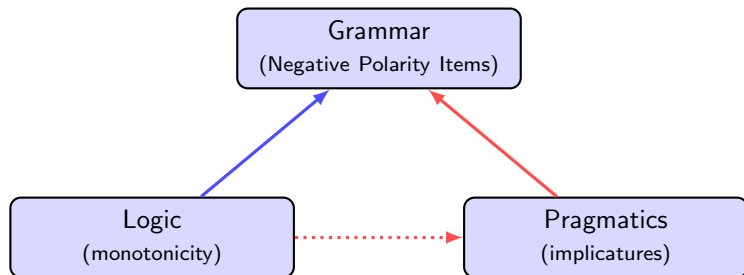 Grammar
(Negative Polarity Items)
Logic
(monotonicity)
Pragmatics
(implicatures)